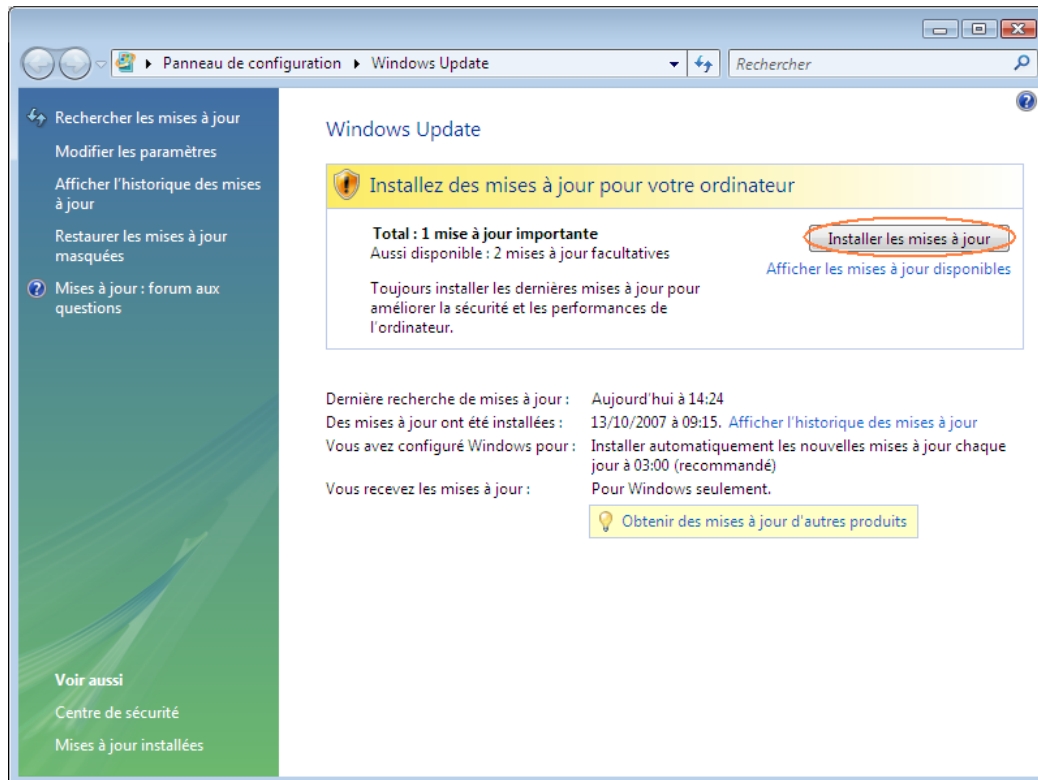 Panneau de configuration
Windows Update
Rechercher
Rechercher les mises à jour
Modifier les paramètres
Afficher l'historique des mises
à jour
Restaurer les mises à jour
masquées
Mises à jour : forum aux
questions
Windows Update
Installez des mises à jour pour votre ordinateur
Total : 1 mise à jour importante
Aussi disponible : 2 mises à jour facultatives
Installer les mises à jour
Afficher les mises à jour disponibles
Toujours installer les dernières mises à jour pour
améliorer la sécurité et les performances de
l'ordinateur.
Dernière recherche de mises à jour : Aujourd'hui à 14:24
Des mises à jour ont été installées : 13/10/2007 à 09:15. Afficher l'historique des mises à jour
Vous avez configuré Windows pour : Installer automatiquement les nouvelles mises à jour chaque
jour à 03:00 (recommandé)
Vous recevez les mises à jour : Pour Windows seulement.
Obtenir des mises à jour d'autres produits
Voir aussi
Centre de sécurité
Mises à jour installées